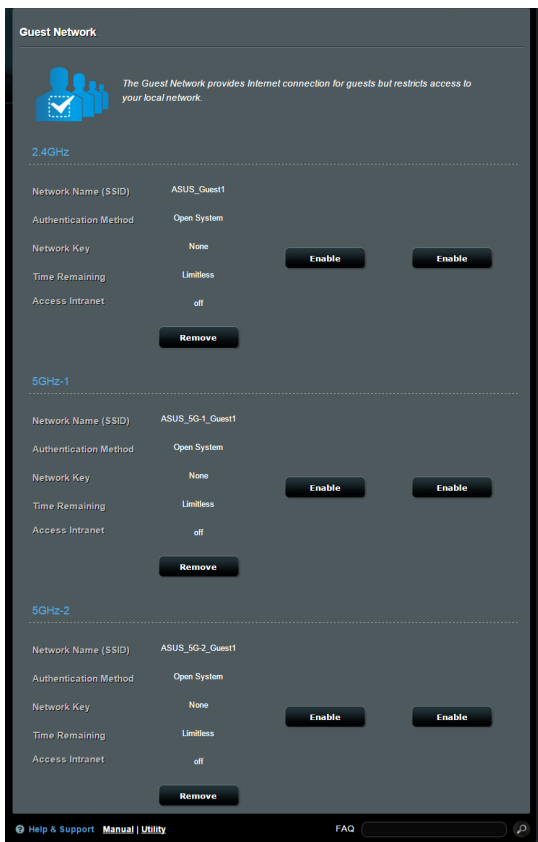 Guest Network
The Guest Network provides Internet connection for guests but restricts access to
your local network.
2.4GHz
Network Name (SSID) ASUS_Guest1
Authentication Method Open System
Network Key None
Enable Enable
Time Remaining Limitless
Access Intranet off
Remove
5GHz-1
Network Name (SSID) ASUS_5G-1_Guest1
Authentication Method Open System
Network Key None
Enable Enable
Time Remaining Limitless
Access Intranet off
Remove
5GHz-2
Network Name (SSID) ASUS_5G-2_Guest1
Authentication Method Open System
Network Key None
Enable Enable
Time Remaining Limitless
Access Intranet off
Remove
? Help & Support Manual | Utility FAQ